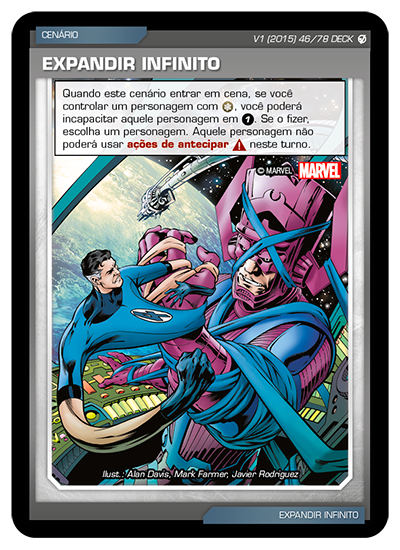 CENÁRIO
V1 (2015) 46/78 DECK
EXPANDIR INFINITO
Quando este cenário entrar em cena, se você
controlar um personagem com , você poderá
incapacitar aquele personagem em 1. Se o fizer,
escolha um personagem. Aquele personagem não
poderá usar ações de antecipar neste turno.
© MARVEL MARVEL
Ilust.: Alan Davis, Mark Farmer, Javier Rodriguez
EXPANDIR INFINITO